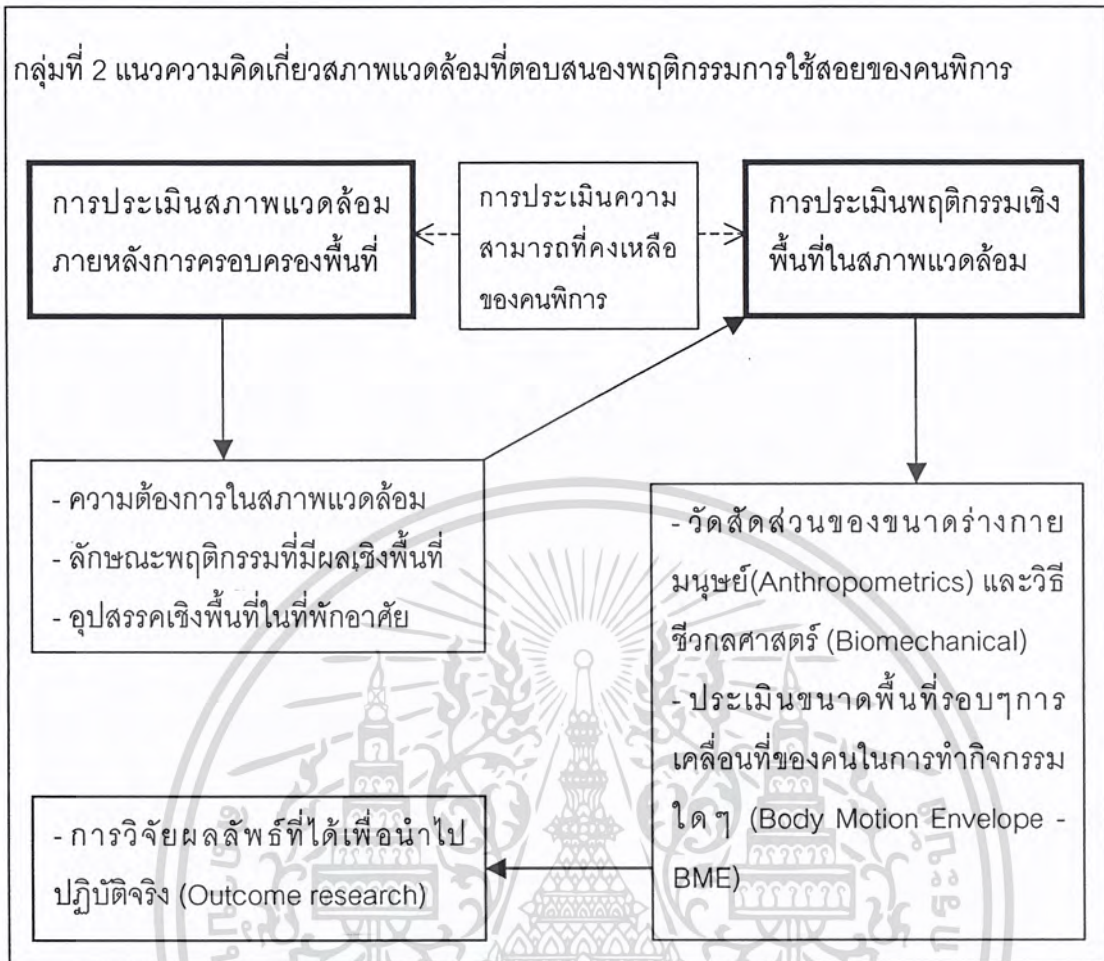 กลุ่มที่ 2 แนวความคิดเกี่ยวสภาพแวดล้อมที่ตอบสนองพฤติกรรมการใช้สอยของคนพิการ
การประเมินสภาพแวดล้อม
ภายหลังการครอบครองพื้นที่
การประเมินความ
สามารถที่คงเหลือ
ของคนพิการ
การประเมินพฤติกรรมเชิง
พื้นที่ในสภาพแวดล้อม
- ความต้องการในสภาพแวดล้อม
- ลักษณะพฤติกรรมที่มีผลเชิงพื้นที่
- อุปสรรคเชิงพื้นที่ในที่พักอาศัย
- วัดสัดส่วนของขนาดร่างกาย
มนุษย์(Anthropometrics) และวิธี
ชีวกลศาสตร์ (Biomechanical)
- ประเมินขนาดพื้นที่รอบๆการ
เคลื่อนที่ของคนในการทำกิจกรรม
ใดๆ (Body Motion Envelope -
BME)
- การวิจัยผลลัพธ์ที่ได้เพื่อนำไป
ปฏิบัติจริง (Outcome research)